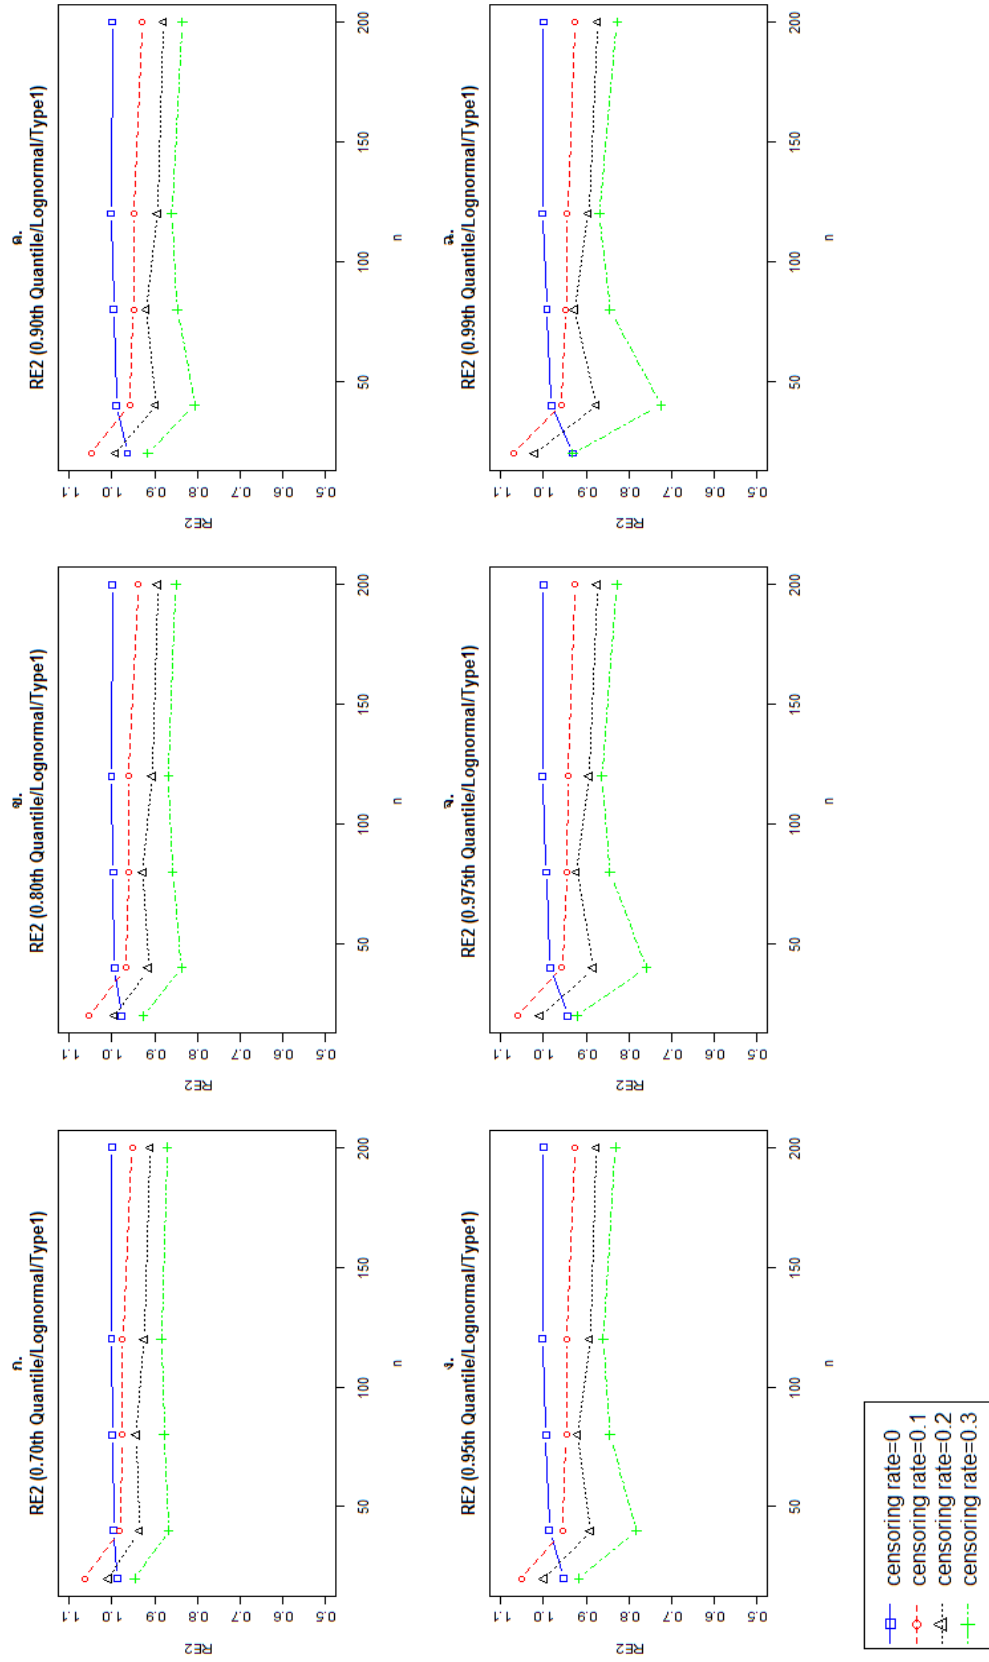 ก.
RE2 (0.70th Quantile/Lognormal/Type1)
RE2
1.1
1.0
0.9
0.8
0.7
0.6
0.5
50 100 150 200
n
ข.
RE2 (0.80th Quantile/Lognormal/Type1)
RE2
1.1
1.0
0.9
0.8
0.7
0.6
0.5
50 100 150 200
n
ค.
RE2 (0.90th Quantile/Lognormal/Type1)
RE2
1.1
1.0
0.9
0.8
0.7
0.6
0.5
50 100 150 200
n
ง.
RE2 (0.95th Quantile/Lognormal/Type1)
RE2
1.1
1.0
0.9
0.8
0.7
0.6
0.5
50 100 150 200
n
จ.
RE2 (0.975th Quantile/Lognormal/Type1)
RE2
1.1
1.0
0.9
0.8
0.7
0.6
0.5
50 100 150 200
n
ฉ.
RE2 (0.99th Quantile/Lognormal/Type1)
RE2
1.1
1.0
0.9
0.8
0.7
0.6
0.5
50 100 150 200
n
censoring rate=0
censoring rate=0.1
censoring rate=0.2
censoring rate=0.3